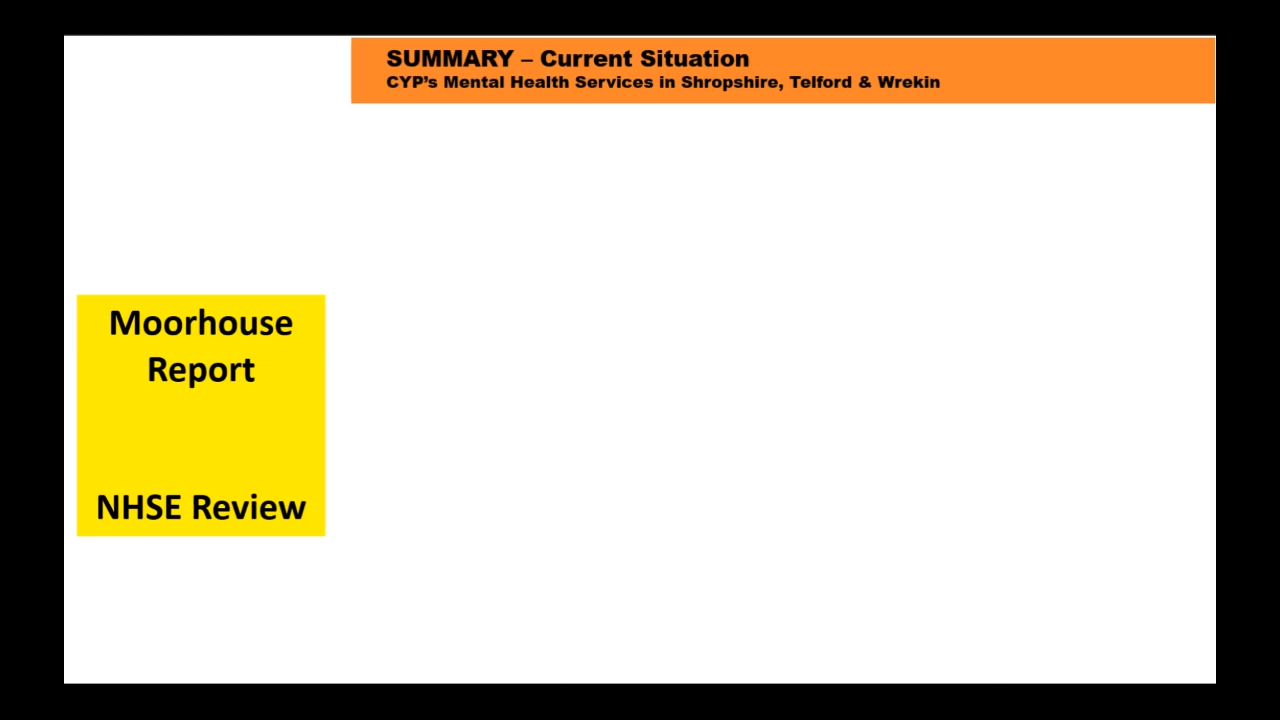 SUMMARY – Current Situation
CYP’s Mental Health Services in Shropshire, Telford & Wrekin
Moorhouse
Report
NHSE Review